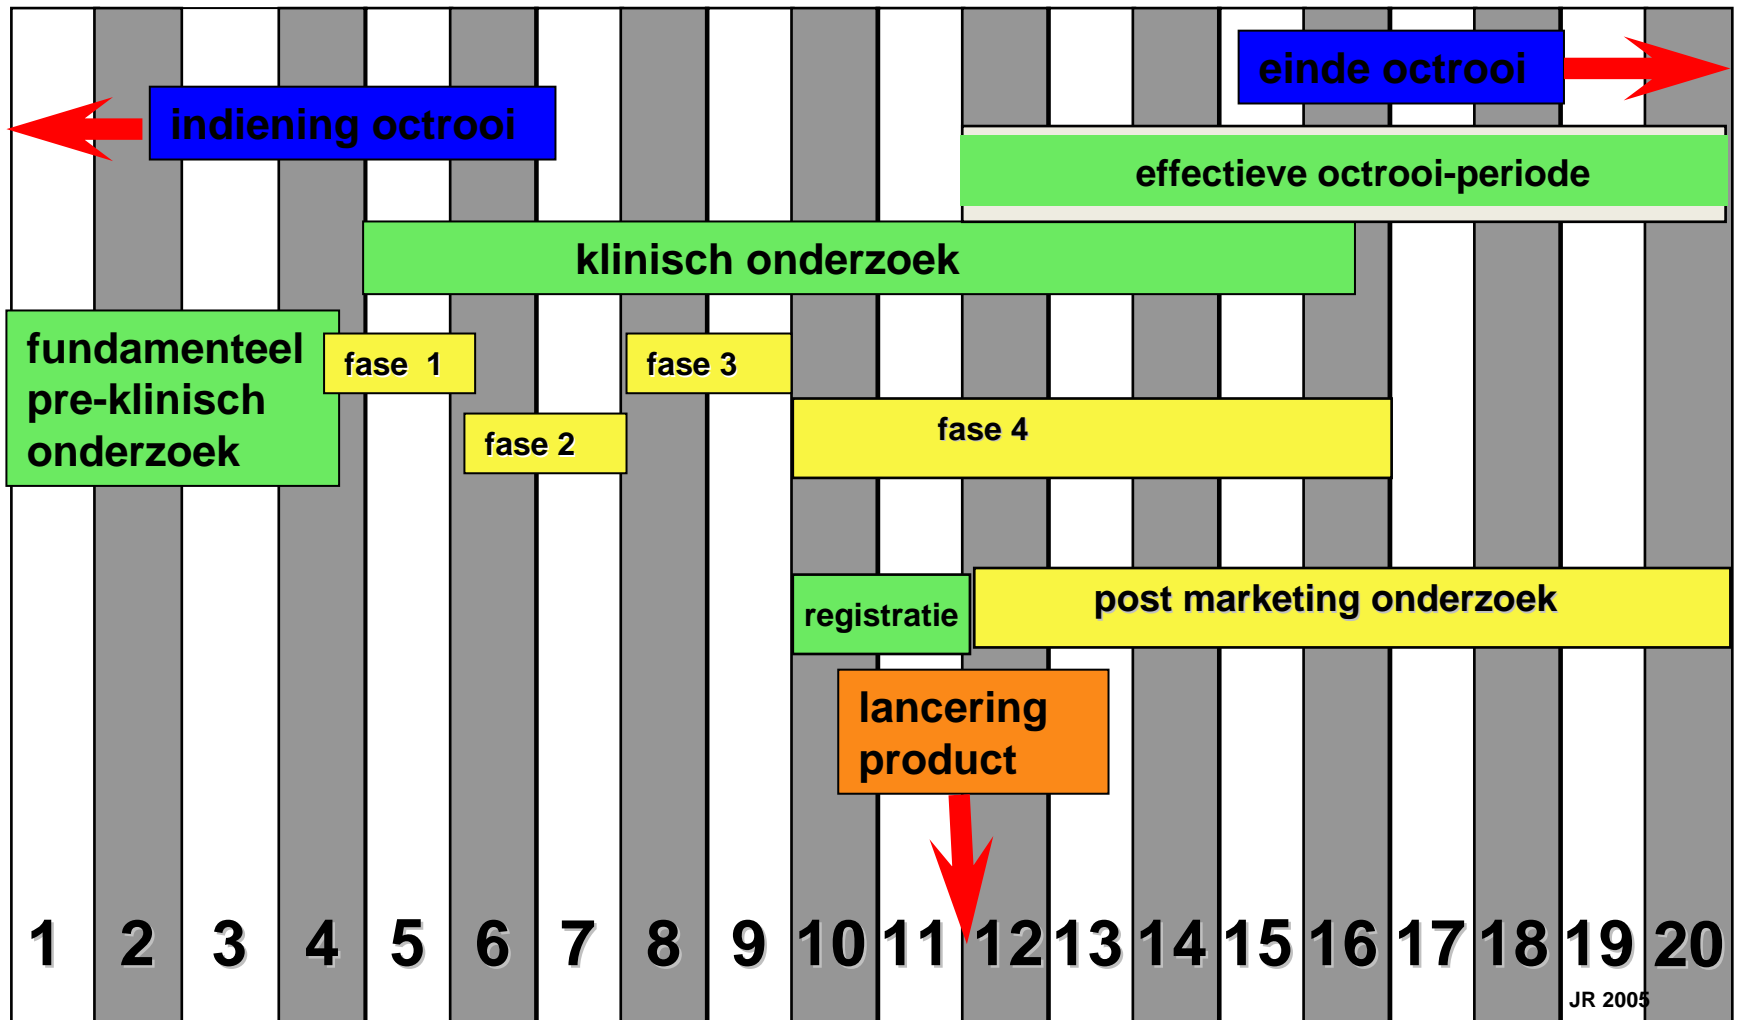 einde octrooi
indiening octrooi
effectieve octrooi-periode
klinisch onderzoek
fundamenteel
pre-klinisch
onderzoek
fase 1
fase 3
fase 2
fase 4
registratie
post marketing onderzoek
lancering
product
1 2 3 4 5 6 7 8 9 10 11 12 13 14 15 16 17 18 19 20
JR 2005